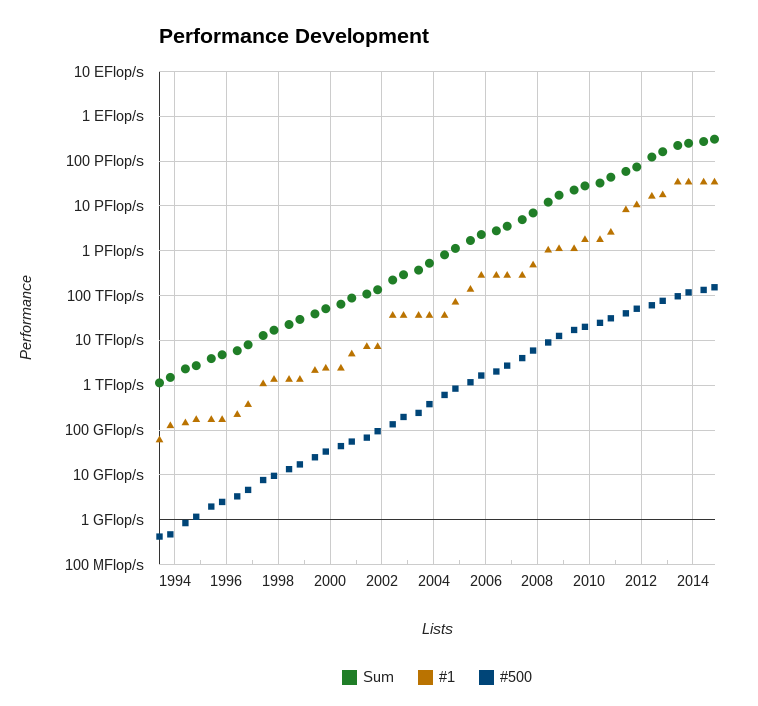 Performance Development
10 EFlop/s
1 EFlop/s
100 PFlop/s
10 PFlop/s
1 PFlop/s
100 TFlop/s
10 TFlop/s
1 TFlop/s
100 GFlop/s
10 GFlop/s
1 GFlop/s
100 MFlop/s
Performance
1994 1996 1998 2000 2002 2004 2006 2008 2010 2012 2014
Lists
Sum #1 #500